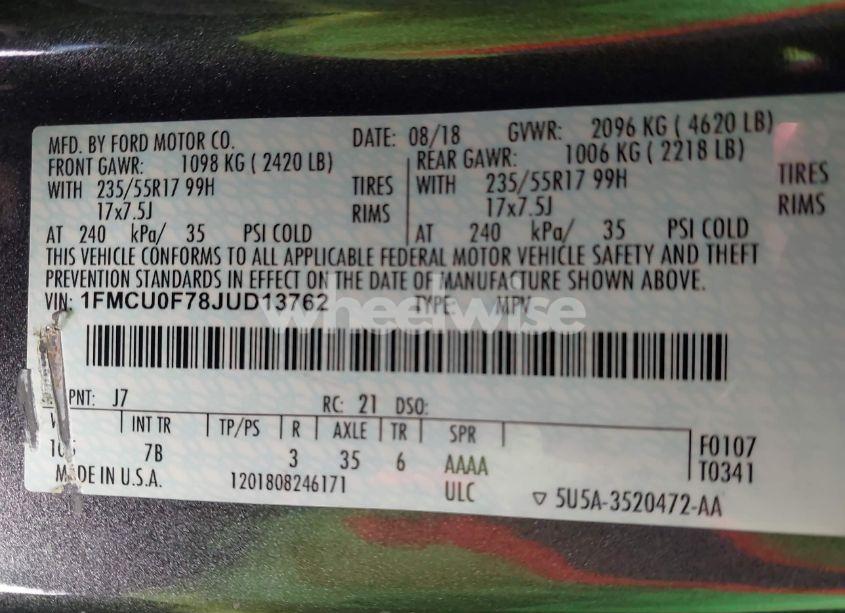 MFD. BY FORD MOTOR CO. DATE: 08/18 GVWR: 2096 KG ( 4620 LB)
FRONT GAWR: 1098 KG ( 2420 LB) REAR GAWR: 1006 KG ( 2218 LB)
WITH 235/55R17 99H TIRES WITH 235/55R17 99H TIRES
17x7.5J RIMS 17x7.5J RIMS
AT 240 kPa/ 35 PSI COLD AT 240 kPa/ 35 PSI COLD
THIS VEHICLE CONFORMS TO ALL APPLICABLE FEDERAL MOTOR VEHICLE SAFETY AND THEFT
PREVENTION STANDARDS IN EFFECT ON THE DATE OF MANUFACTURE SHOWN ABOVE.
VIN: 1FMCU0F78JUD13762 TYPE MPV
wheelwise
PNT: J7 RC: 21 DSO:
INT TR TP/PS R AXLE TR SPR F0107
7B 3 35 6 AAAA T0341
MADE IN U.S.A. 1201808246171 ULC 5U5A-3520472-AA